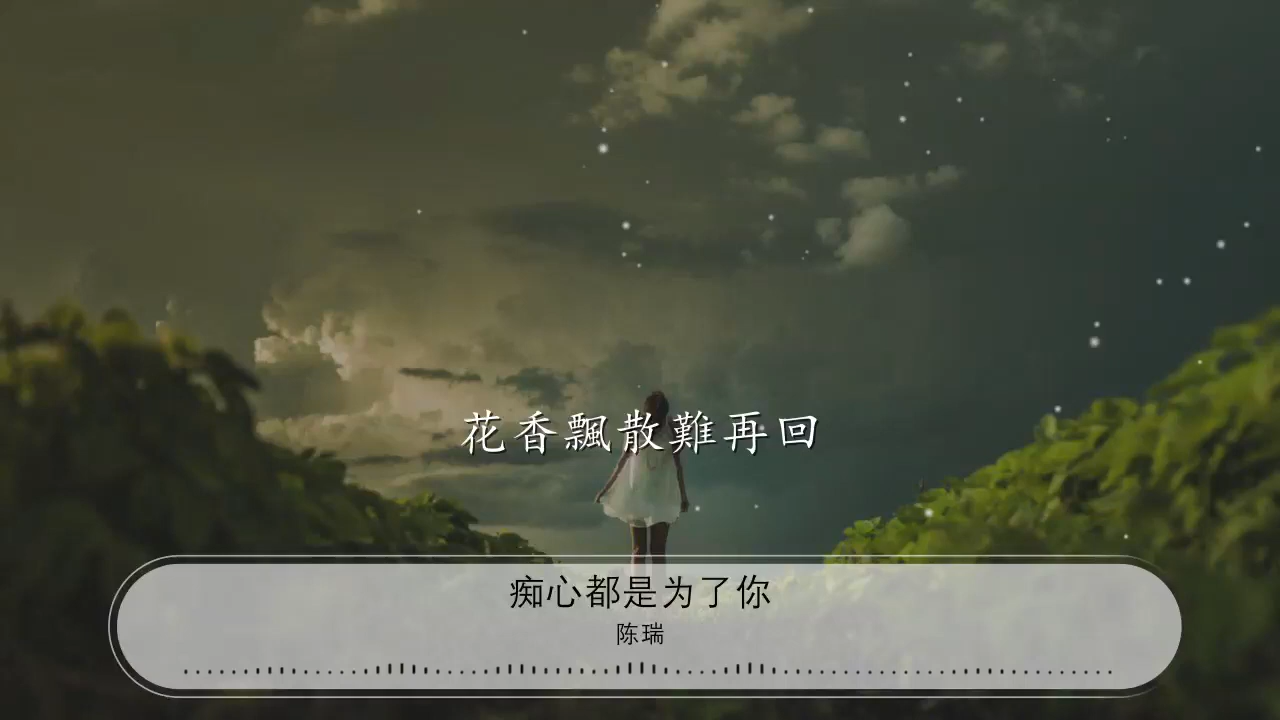 花香飄散難再回
痴心都是为了你
陈瑞